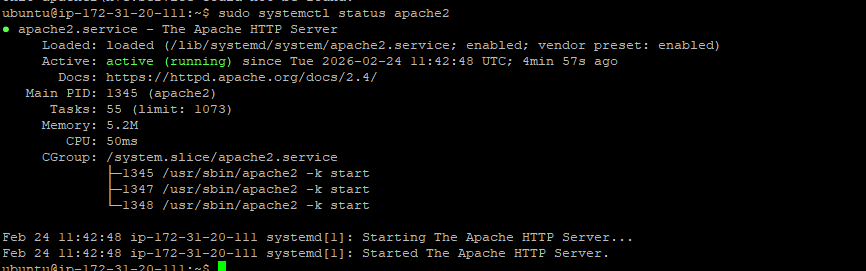 ubuntu@ip-172-31-20-111:~$ sudo systemctl status apache2
● apache2.service – The Apache HTTP Server
Loaded: loaded (/lib/systemd/system/apache2.service; enabled; vendor preset: enabled)
Active: active (running) since Tue 2026-02-24 11:42:48 UTC; 4min 57s ago
Docs: https://httpd.apache.org/docs/2.4/
Main PID: 1345 (apache2)
Tasks: 55 (limit: 1073)
Memory: 5.2M
CPU: 50ms
CGroup: /system.slice/apache2.service
├─1345 /usr/sbin/apache2 -k start
├─1347 /usr/sbin/apache2 -k start
└─1348 /usr/sbin/apache2 -k start
Feb 24 11:42:48 ip-172-31-20-111 systemd[1]: Starting The Apache HTTP Server...
Feb 24 11:42:48 ip-172-31-20-111 systemd[1]: Started The Apache HTTP Server.
ubuntu@ip-172-31-20-111:~$